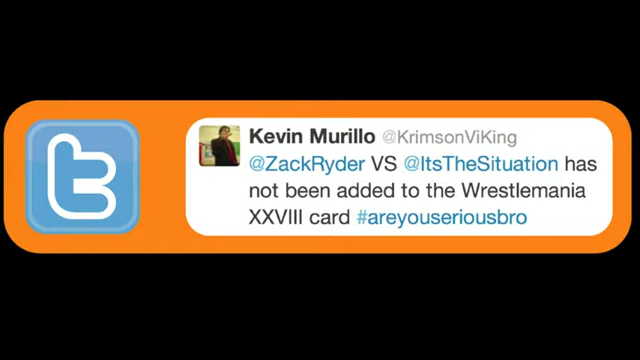 Kevin Murillo @KrimsonViKing
@ZackRyder VS @ItsTheSituation has
not been added to the Wrestlemania
XXVIII card #areyouseriousbro